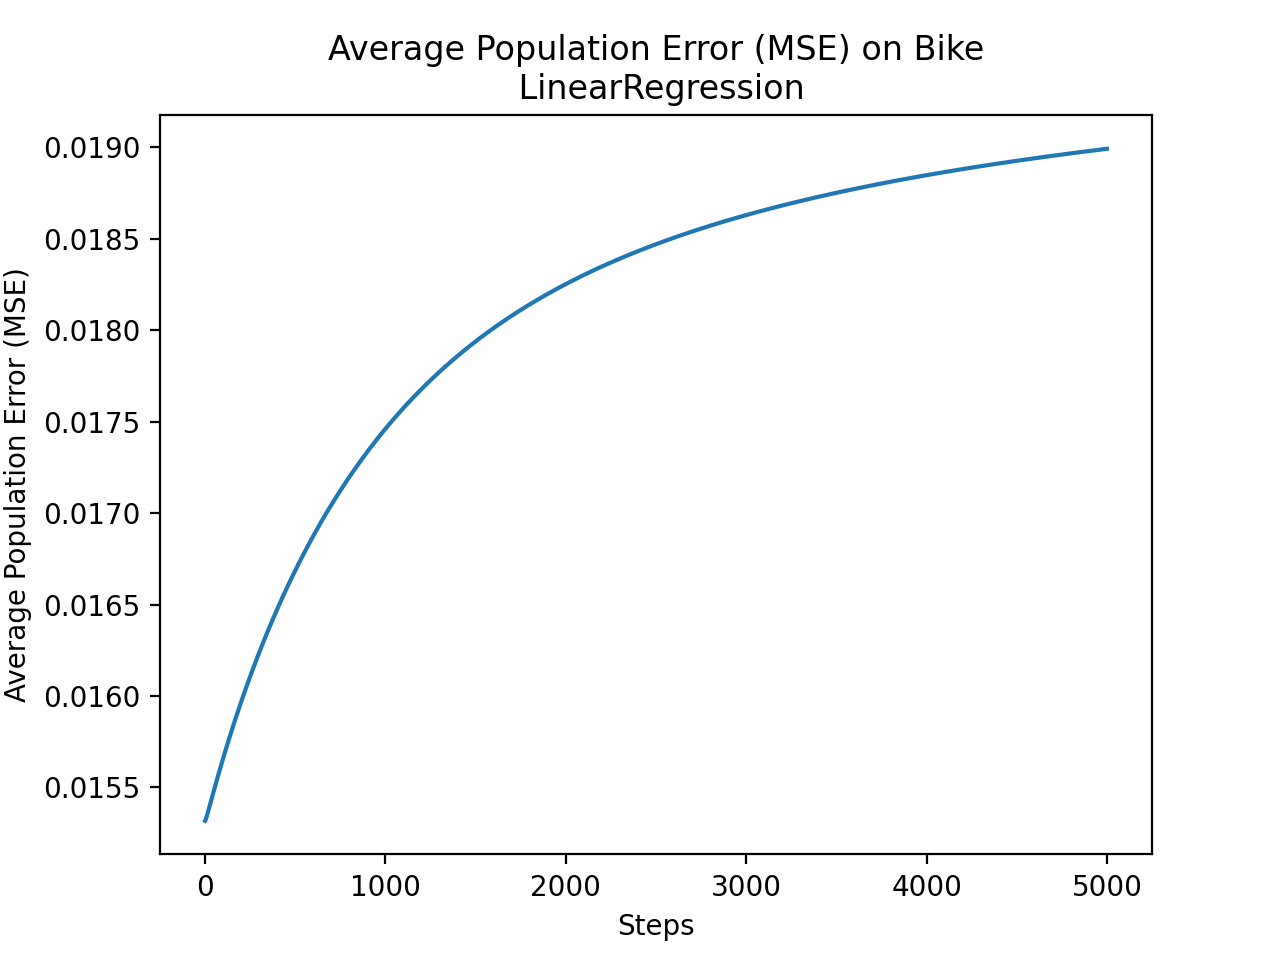 Average Population Error (MSE) on Bike
LinearRegression
Average Population Error (MSE)
0.0190
0.0185
0.0180
0.0175
0.0170
0.0165
0.0160
0.0155
0 1000 2000 3000 4000 5000
Steps